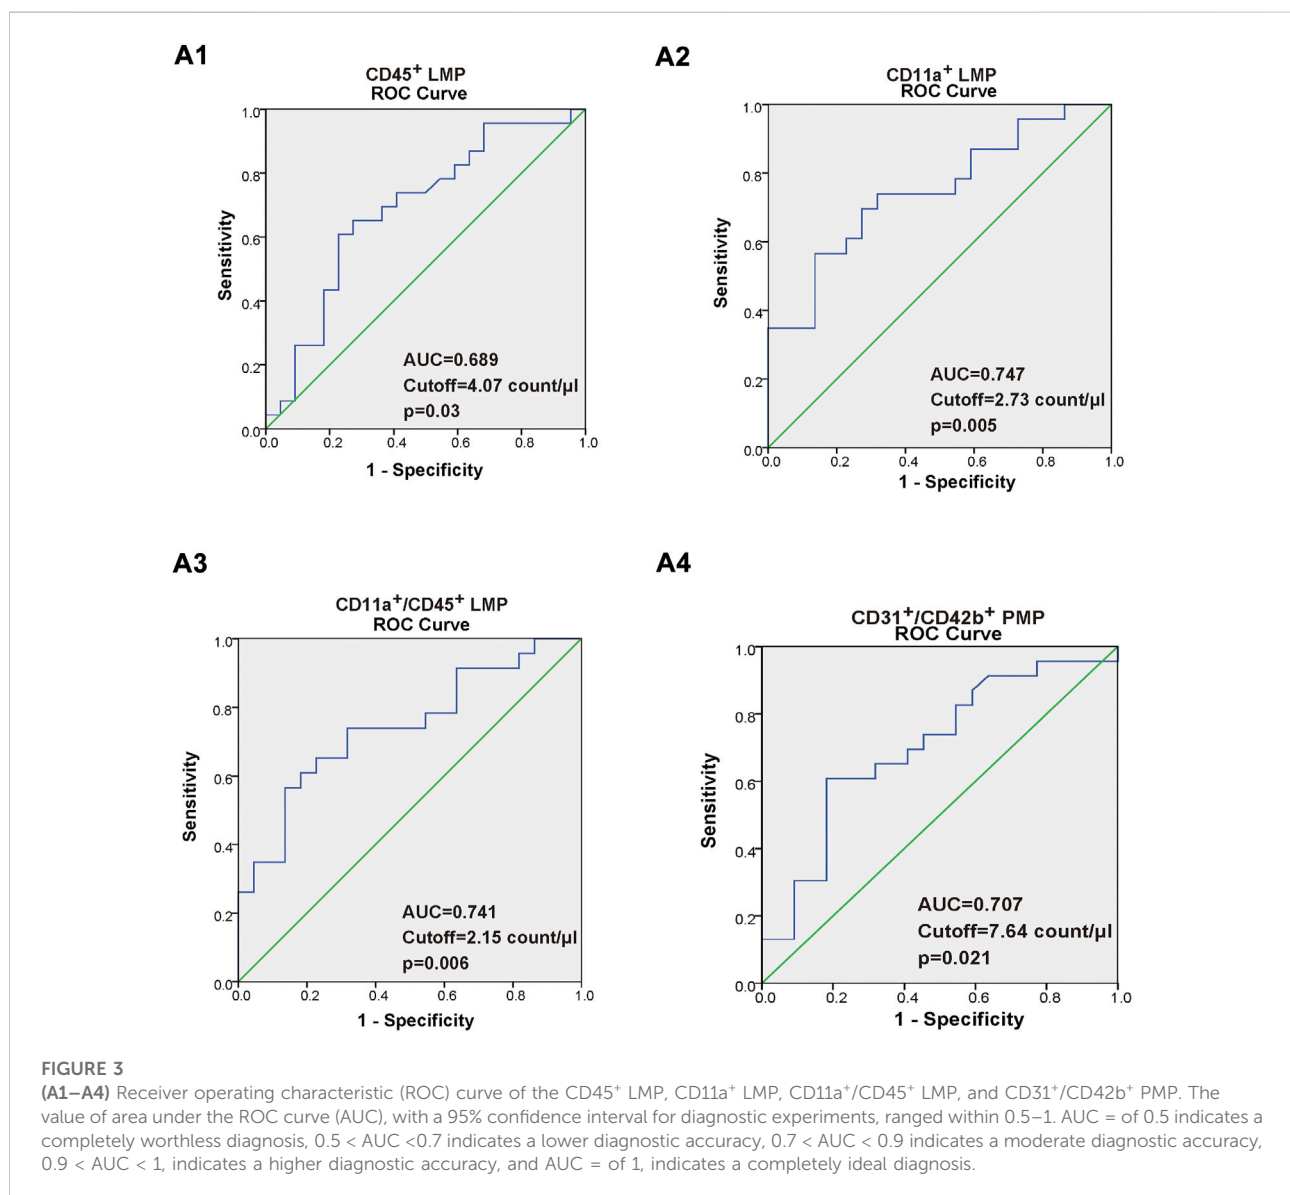 A1
CD45⁺ LMP
ROC Curve
1.0
0.8
0.6
0.4
0.2
0.0
Sensitivity
0.0 0.2 0.4 0.6 0.8 1.0
1 - Specificity
AUC=0.689
Cutoff=4.07 count/µl
p=0.03
A2
CD11a⁺ LMP
ROC Curve
1.0
0.8
0.6
0.4
0.2
0.0
Sensitivity
0.0 0.2 0.4 0.6 0.8 1.0
1 - Specificity
AUC=0.747
Cutoff=2.73 count/µl
p=0.005
A3
CD11a⁺/CD45⁺ LMP
ROC Curve
1.0
0.8
0.6
0.4
0.2
0.0
Sensitivity
0.0 0.2 0.4 0.6 0.8 1.0
1 - Specificity
AUC=0.741
Cutoff=2.15 count/µl
p=0.006
A4
CD31⁺/CD42b⁺ PMP
ROC Curve
1.0
0.8
0.6
0.4
0.2
0.0
Sensitivity
0.0 0.2 0.4 0.6 0.8 1.0
1 - Specificity
AUC=0.707
Cutoff=7.64 count/µl
p=0.021
FIGURE 3
(A1–A4) Receiver operating characteristic (ROC) curve of the CD45⁺ LMP, CD11a⁺ LMP, CD11a⁺/CD45⁺ LMP, and CD31⁺/CD42b⁺ PMP. The
value of area under the ROC curve (AUC), with a 95% confidence interval for diagnostic experiments, ranged within 0.5–1. AUC = of 0.5 indicates a
completely worthless diagnosis, 0.5 < AUC <0.7 indicates a lower diagnostic accuracy, 0.7 < AUC < 0.9 indicates a moderate diagnostic accuracy,
0.9 < AUC < 1, indicates a higher diagnostic accuracy, and AUC = of 1, indicates a completely ideal diagnosis.